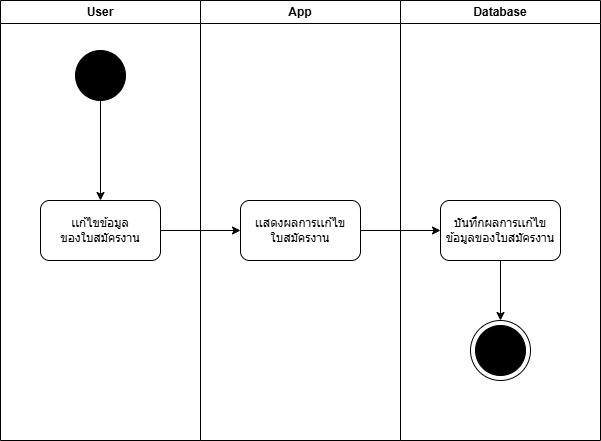 User
App
Database
แก้ไขข้อมูล
ของใบสมัครงาน
แสดงผลการแก้ไข
ใบสมัครงาน
บันทึกผลการแก้ไข
ข้อมูลของใบสมัครงาน